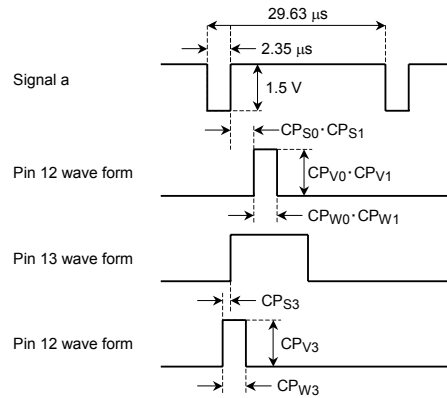 29.63 μs
2.35 μs
Signal a
1.5 V
CPS0·CPS1
Pin 12 wave form
CPV0·CPV1
CPW0·CPW1
Pin 13 wave form
CPS3
Pin 12 wave form
CPV3
CPW3